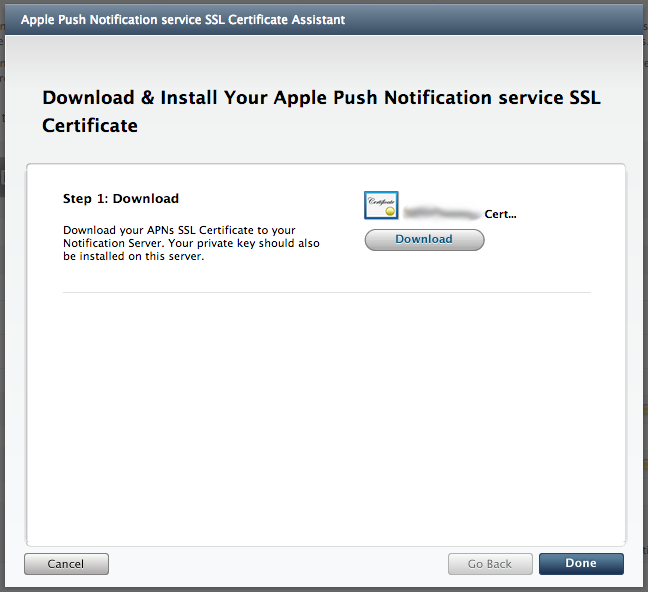 Apple Push Notification service SSL Certificate Assistant
Download & Install Your Apple Push Notification service SSL
Certificate
Step 1: Download
Download your APNs SSL Certificate to your
Notification Server. Your private key should also
be installed on this server.
Certificate
Cert...
Download
Cancel
Go Back
Done